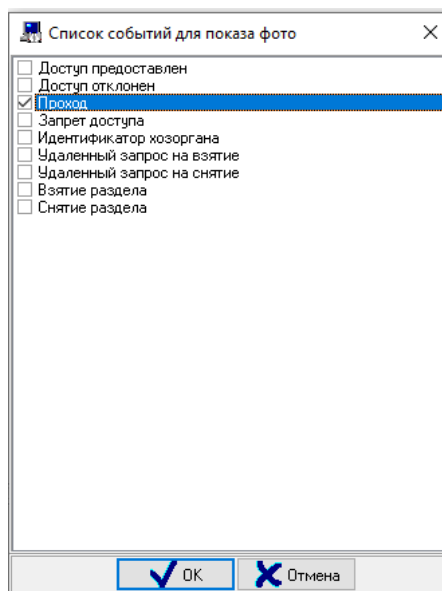 Список событий для показа фото
Доступ предоставлен
Доступ отклонен
Проход
Запрет доступа
Идентификатор хозоргана
Удаленный запрос на взятие
Удаленный запрос на снятие
Взятие раздела
Снятие раздела
OK
Отмена